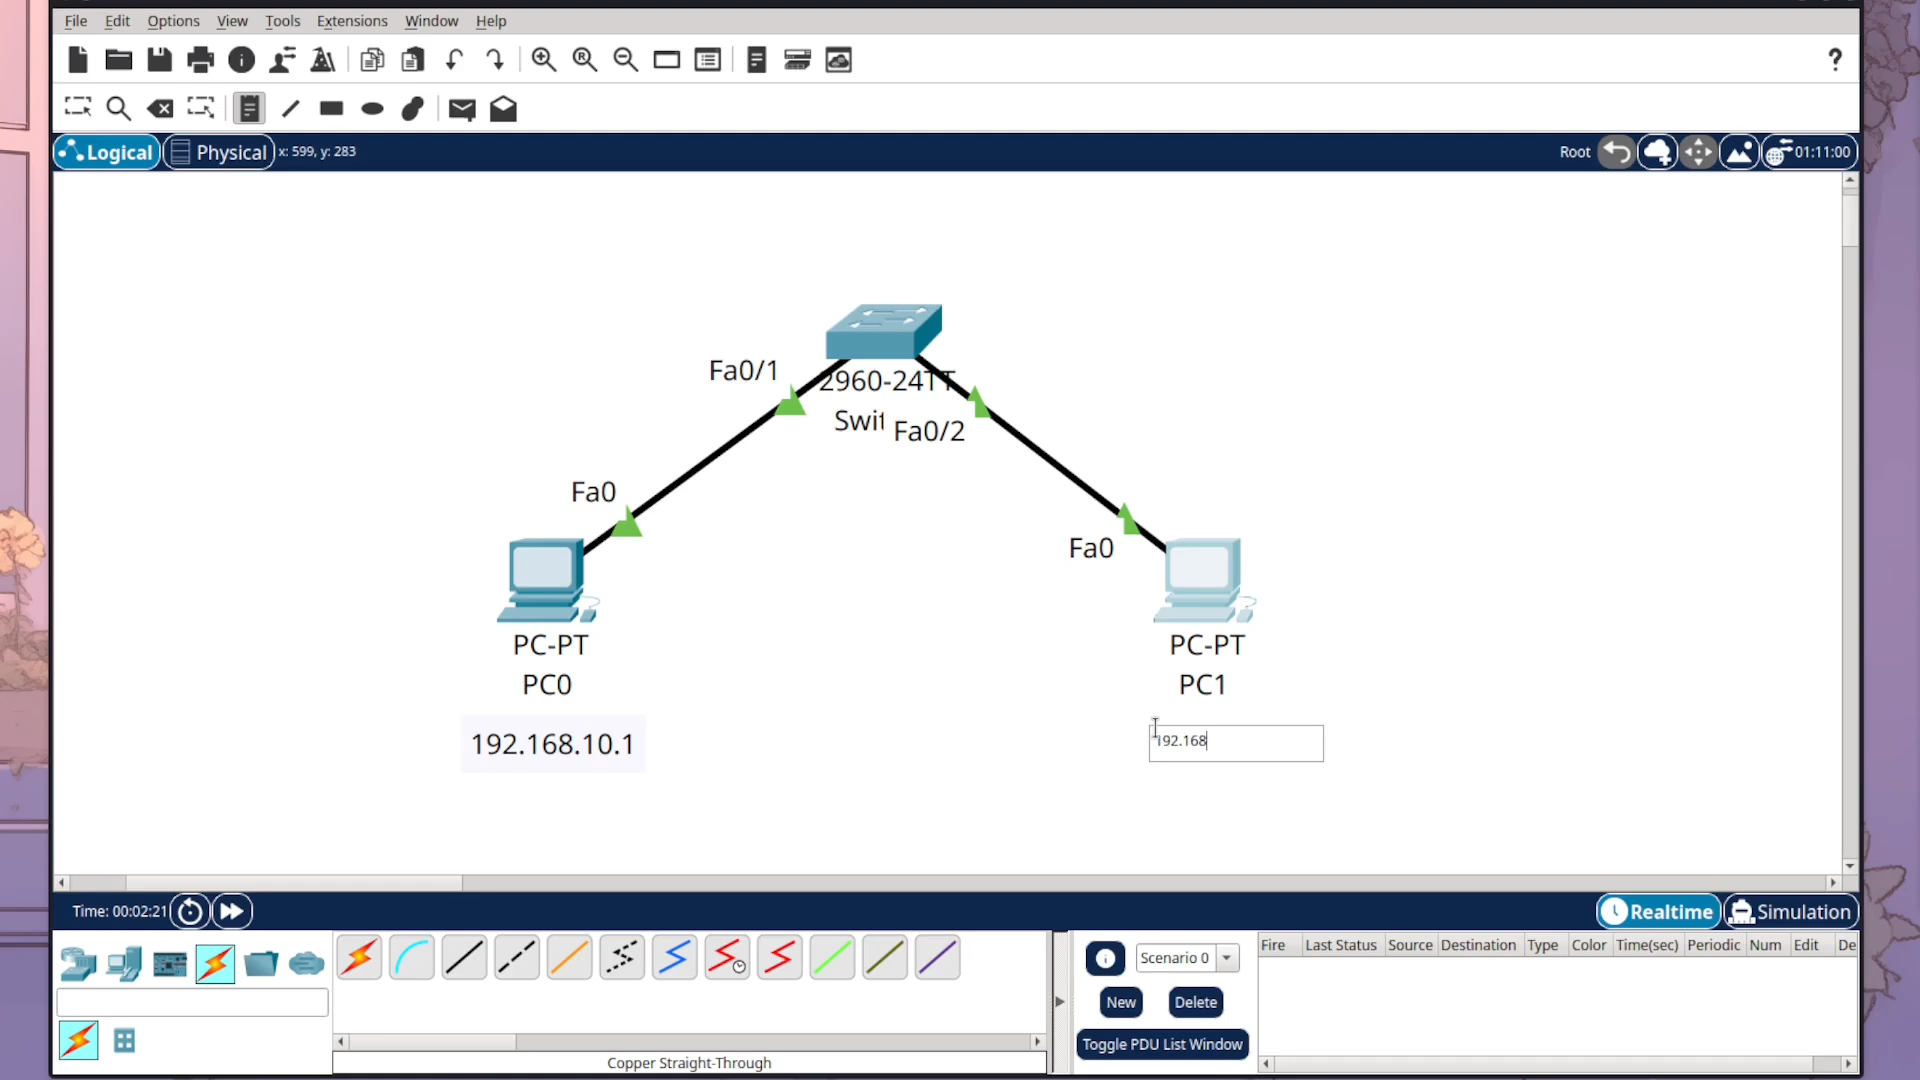 File Edit Options View Tools Extensions Window Help
?
Logical Physical x: 599, y: 283 Root 01:11:00
Fa0/1
2960-24TT
Swit
Fa0/2
Fa0
Fa0
PC-PT
PC0
192.168.10.1
PC-PT
PC1
192.168
Time: 00:02:21 Realtime Simulation
Scenario 0
New Delete
Toggle PDU List Window
Fire Last Status Source Destination Type Color Time(sec) Periodic Num Edit De
Copper Straight-Through